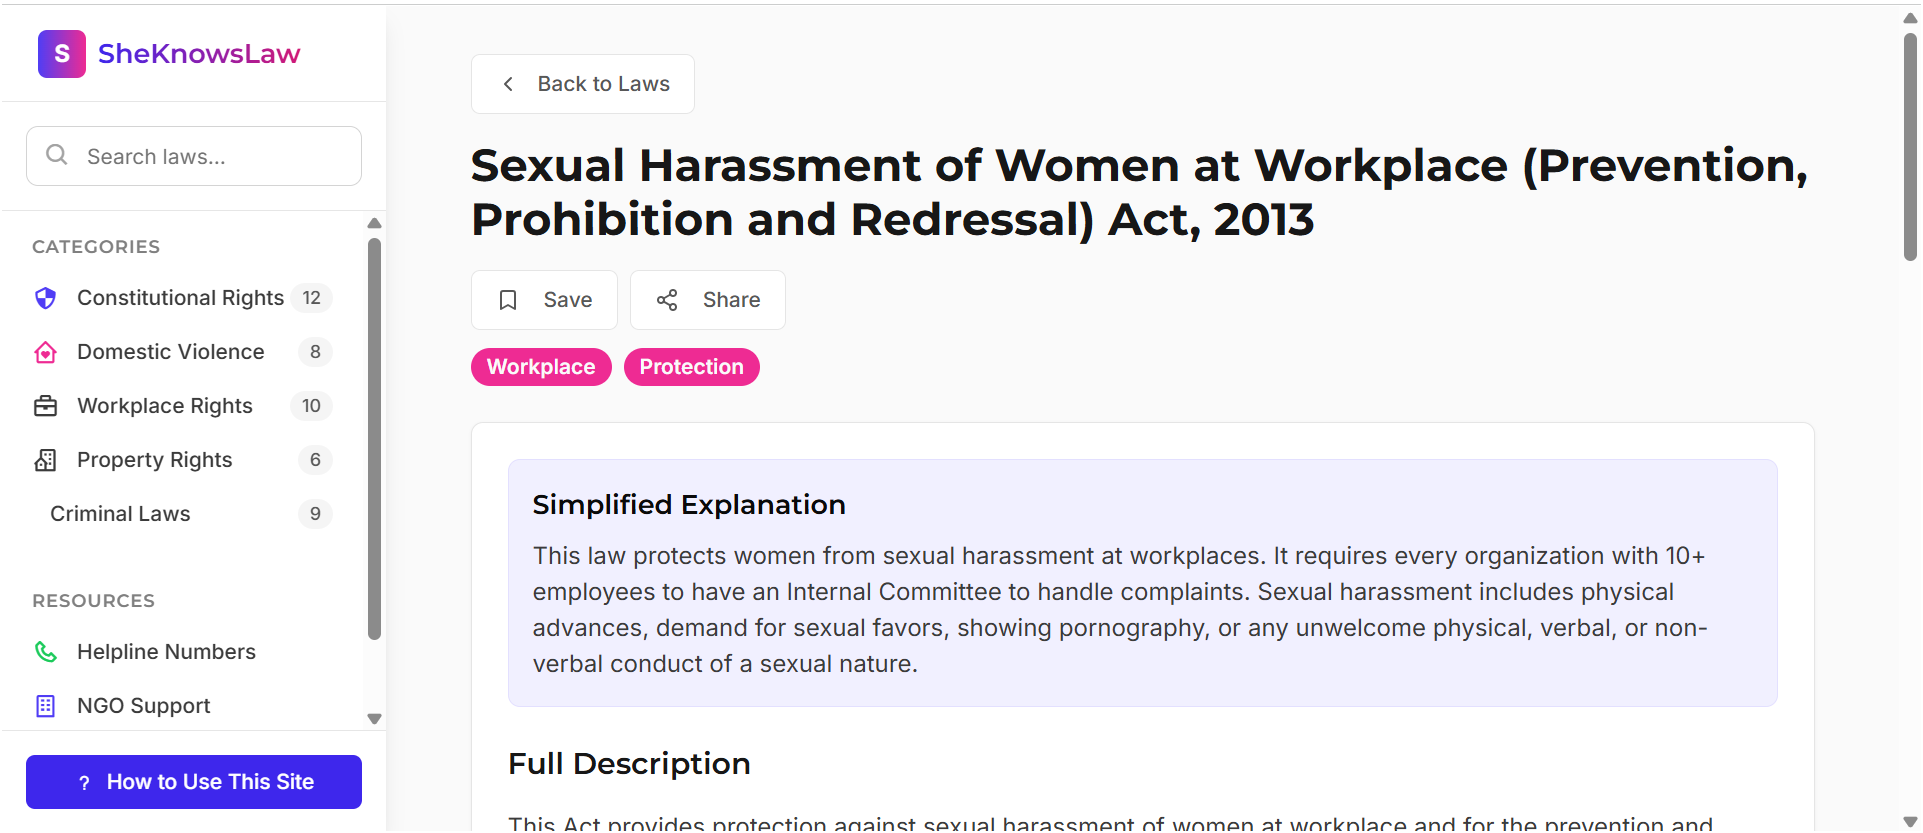 S SheKnowsLaw
Search laws...
CATEGORIES
Constitutional Rights 12
Domestic Violence 8
Workplace Rights 10
Property Rights 6
Criminal Laws 9
RESOURCES
Helpline Numbers
NGO Support
? How to Use This Site
Back to Laws
Sexual Harassment of Women at Workplace (Prevention,
Prohibition and Redressal) Act, 2013
Save Share
Workplace Protection
Simplified Explanation
This law protects women from sexual harassment at workplaces. It requires every organization with 10+
employees to have an Internal Committee to handle complaints. Sexual harassment includes physical
advances, demand for sexual favors, showing pornography, or any unwelcome physical, verbal, or non-
verbal conduct of a sexual nature.
Full Description
This Act provides protection against sexual harassment of women at workplace and for the prevention and